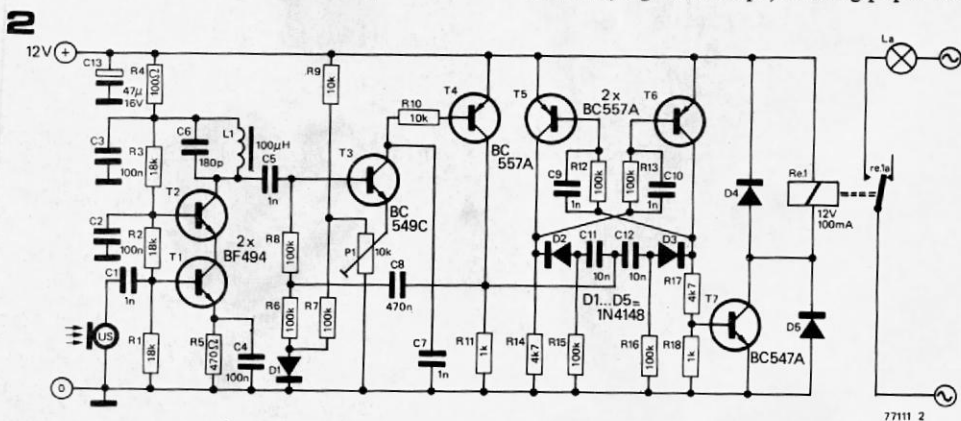 2
12V
La
C13
47µ
16V
R4
100Ω
R9
10k
R10
10k
T4
BC
557A
T5
2 x
BC557A
T6
C6
180p
L1
100µH
C5
1n
T3
BC
549C
C3
100n
R3
18k
T2
C9
1n
R12
100k
R13
100k
C10
1n
D4
Re1
12V
100mA
re1a
C2
100n
R2
18k
2 x
BF494
R8
100k
P1
10k
C1
1n
T1
D2
C11
10n
C12
10n
D3
R17
4k7
R6
100k
R7
100k
C8
470n
D1...D5=
1N4148
T7
BC547A
D5
US
R1
18k
R5
470Ω
C4
100n
D1
C7
1n
R11
1k
R14
4k7
R15
100k
R16
100k
R18
1k
0
77111 2